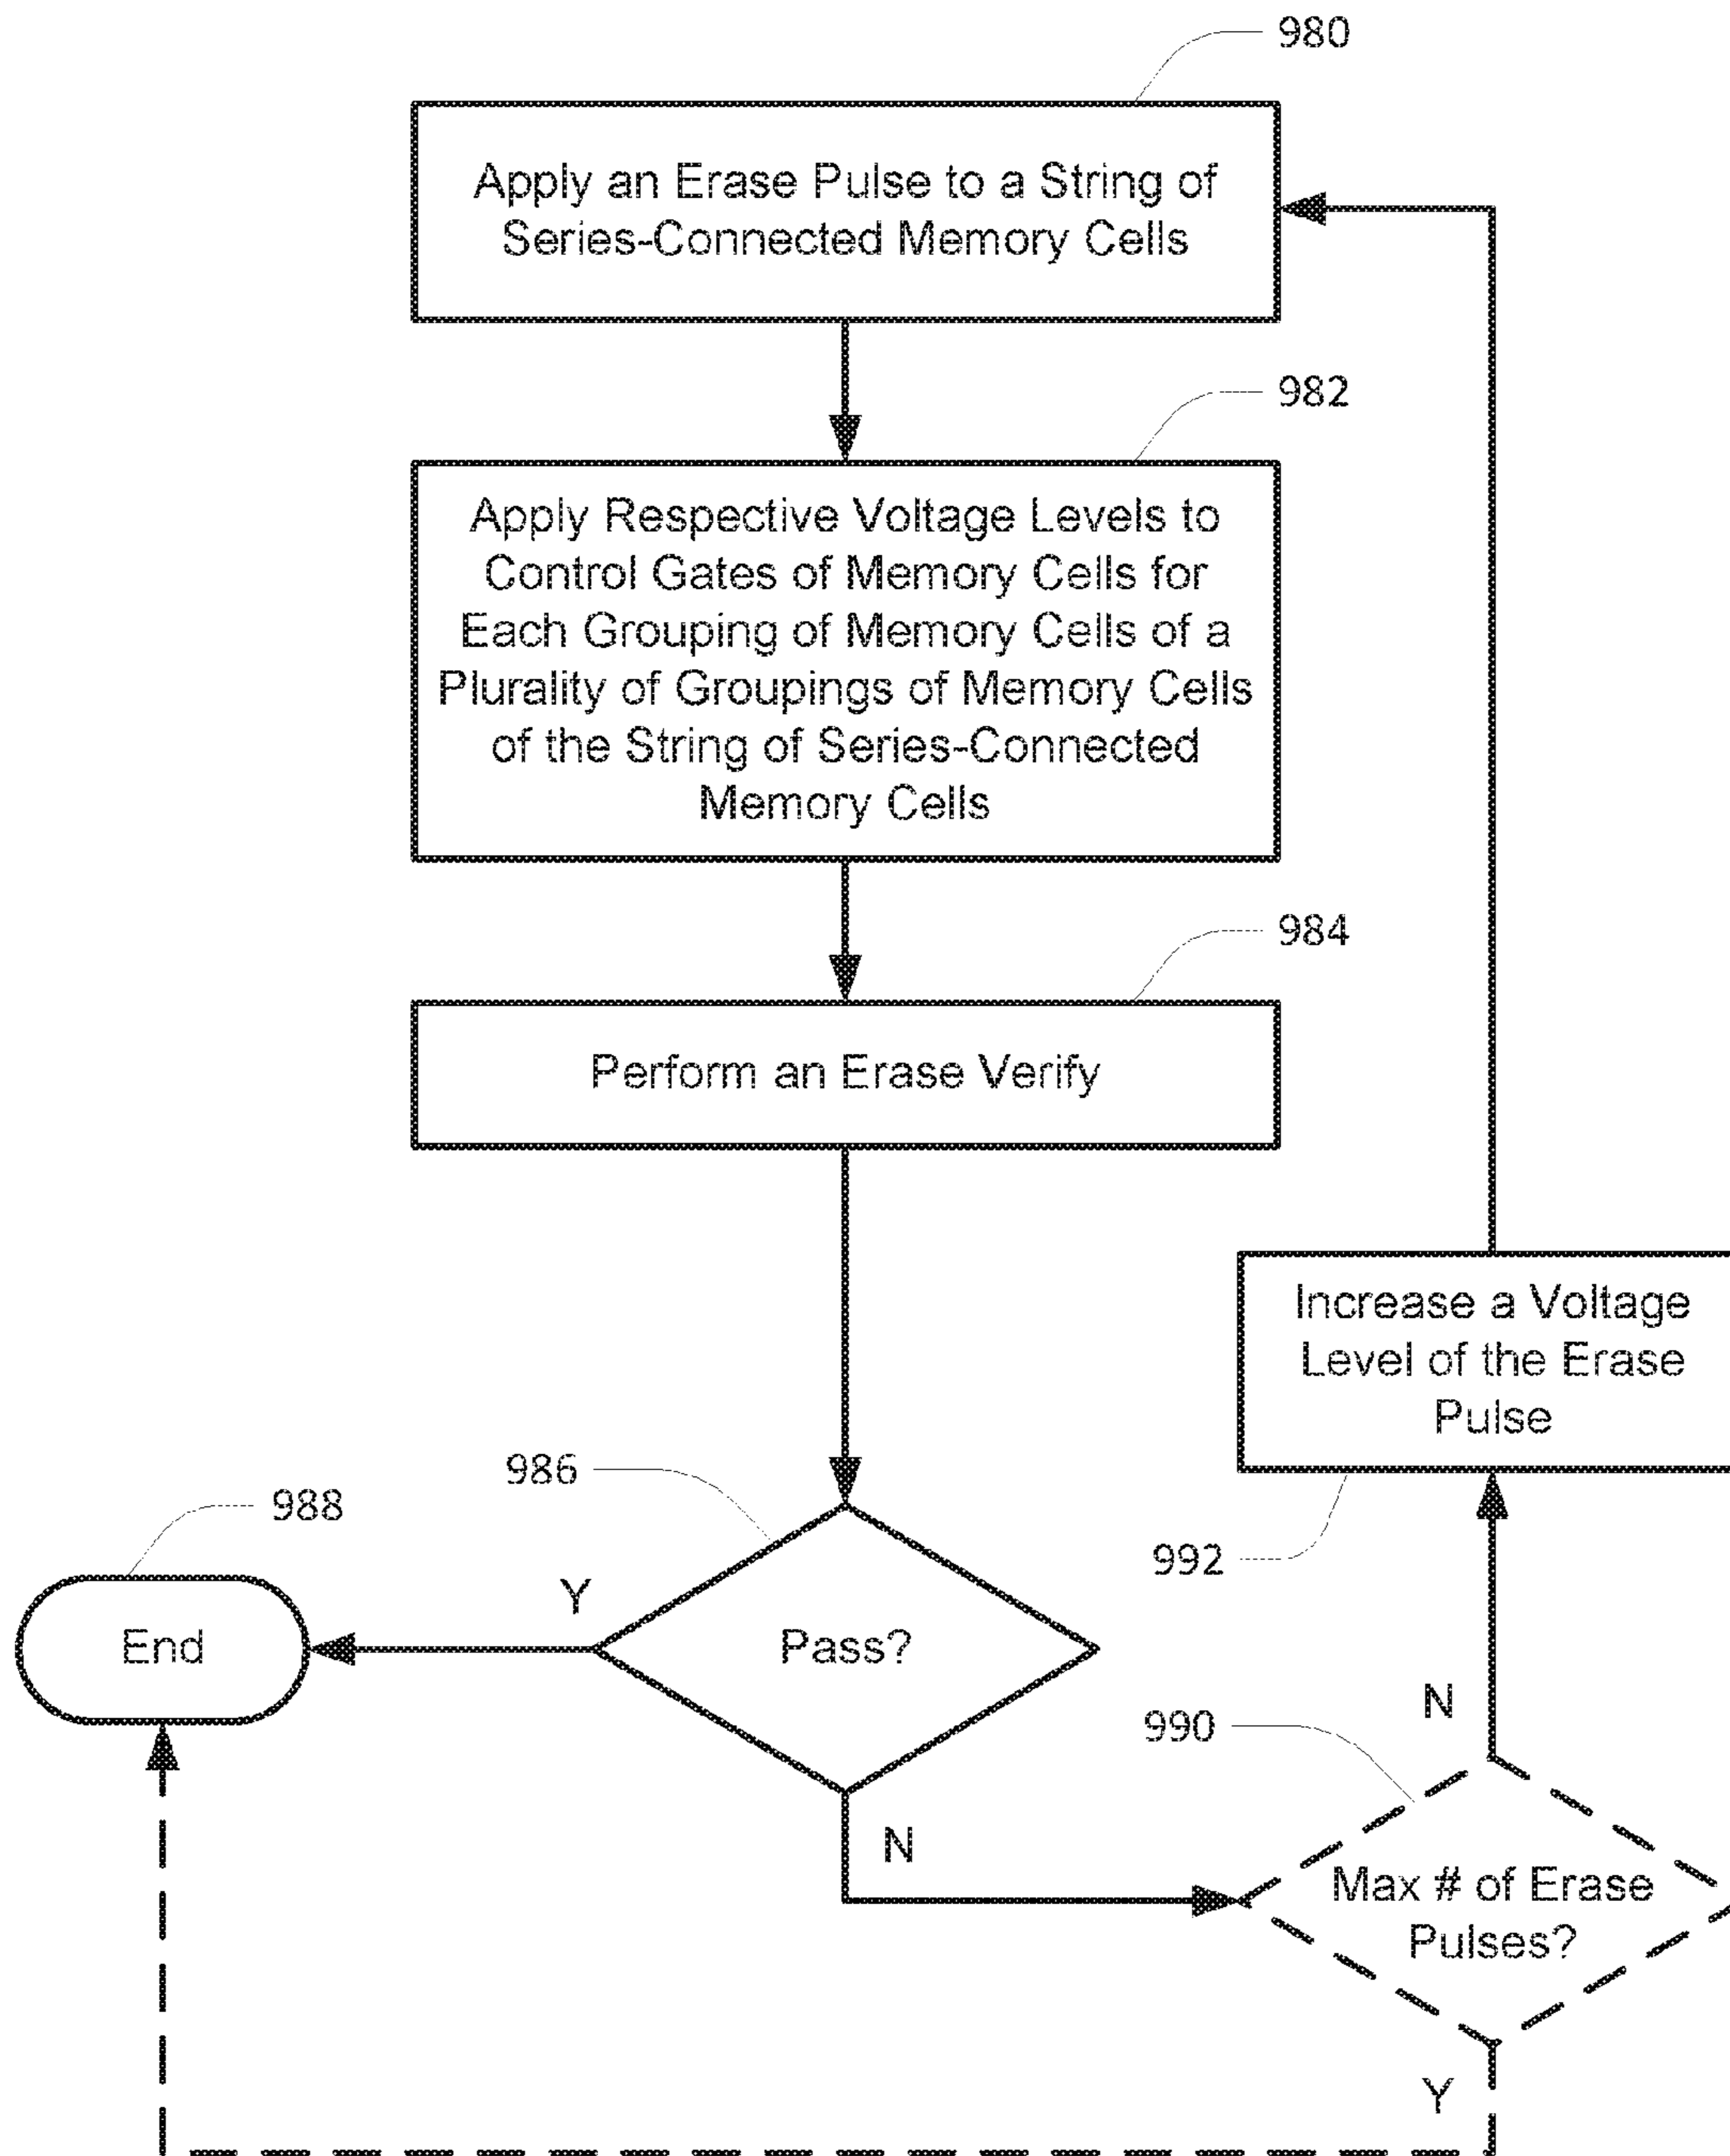 980
Apply an Erase Pulse to a String of
Series-Connected Memory Cells
982
Apply Respective Voltage Levels to
Control Gates of Memory Cells for
Each Grouping of Memory Cells of a
Plurality of Groupings of Memory Cells
of the String of Series-Connected
Memory Cells
984
Perform an Erase Verify
Increase a Voltage
Level of the Erase
Pulse
992
986
988
Y
Pass?
End
N
990
N
Max # of Erase
Pulses?
Y